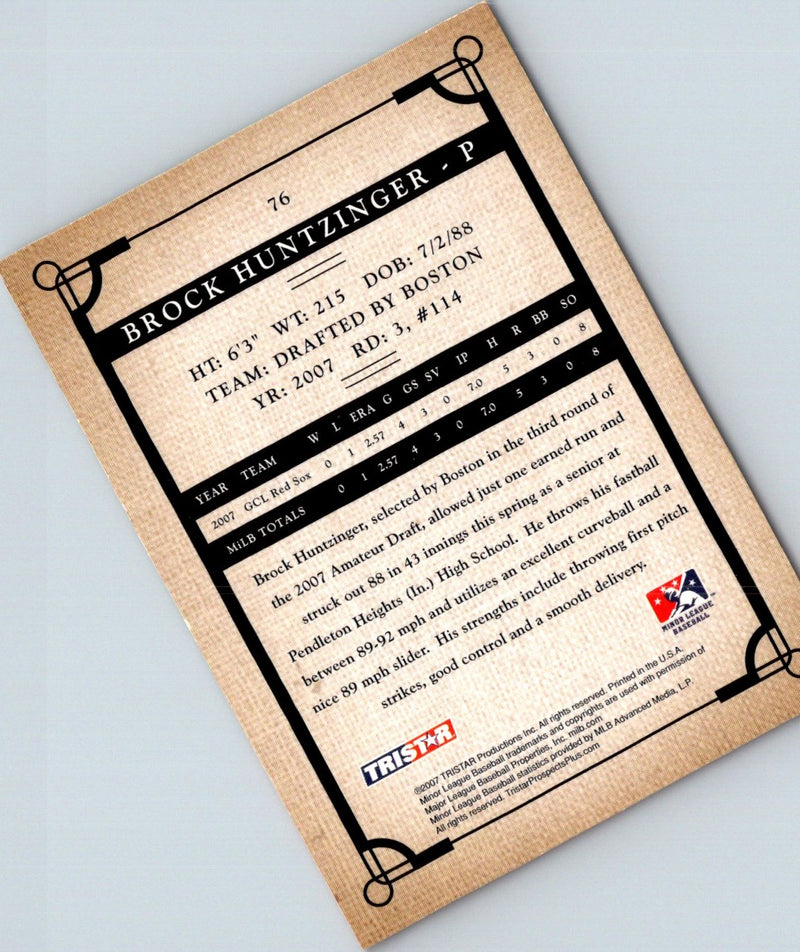 76
BROCK HUNTZINGER - P
HT: 6'3" WT: 215 DOB: 7/2/88
TEAM: DRAFTED BY BOSTON
YR: 2007 RD: 3, #114
YEAR TEAM W L ERA G GS SV IP H R BB SO
2007 GCL Red Sox 0 1 2.57 4 3 0 7.0 5 3 0 8
MiLB TOTALS 0 1 2.57 4 3 0 7.0 5 3 0 8
Brock Huntzinger, selected by Boston in the third round of
the 2007 Amateur Draft, allowed just one earned run and
struck out 88 in 43 innings this spring as a senior at
Pendleton Heights (In.) High School. He throws his fastball
between 89-92 mph and utilizes an excellent curveball and a
nice 89 mph slider. His strengths include throwing first pitch
strikes, good control and a smooth delivery.
MINOR LEAGUE
BASEBALL™
TRISTAR
©2007 TRISTAR Productions Inc. All rights reserved. Printed in the U.S.A.
Minor League Baseball trademarks and copyrights are used with permission of
Major League Baseball Properties, Inc. milb.com
Minor League Baseball statistics provided by MLB Advanced Media, L.P.
All rights reserved. TristarProspectsPlus.com